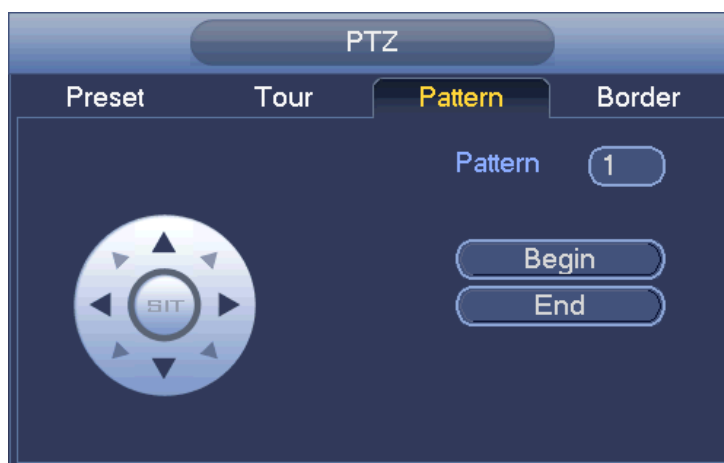 PTZ
Preset Tour Pattern Border
Pattern 1
SIT
Begin
End